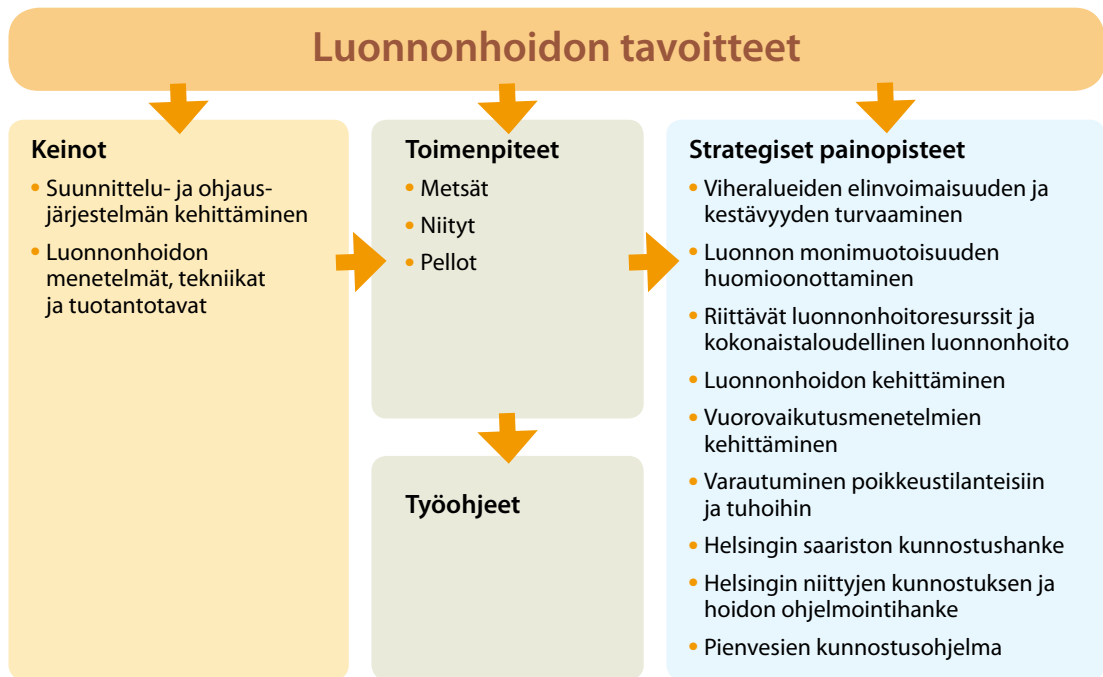 Luonnonhoidon tavoitteet
Keinot
• Suunnittelu- ja ohjaus-
järjestelmän kehittäminen
• Luonnonhoidon
menetelmät, tekniikat
ja tuotantotavat
Toimenpiteet
• Metsät
• Niityt
• Pellot
Työohjeet
Strategiset painopisteet
• Viheralueiden elinvoimaisuuden ja
kestävyyden turvaaminen
• Luonnon monimuotoisuuden
huomioonottaminen
• Riittävät luonnonhoitoresurssit ja
kokonaistaloudellinen luonnonhoito
• Luonnonhoidon kehittäminen
• Vuorovaikutusmenetelmien
kehittäminen
• Varautuminen poikkeustilanteisiin
ja tuhoihin
• Helsingin saariston kunnostushanke
• Helsingin niittyjen kunnostuksen ja
hoidon ohjelmointihanke
• Pienvesien kunnostusohjelma